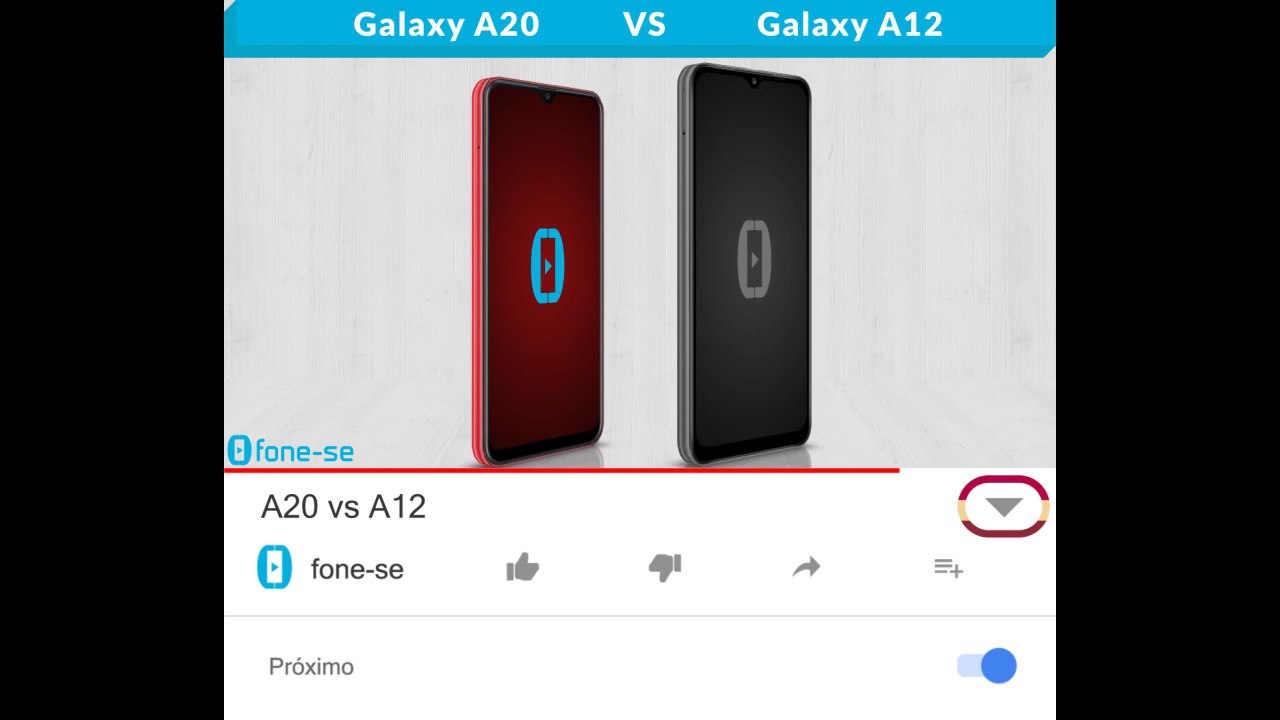 Galaxy A20 VS Galaxy A12
fone-se
A20 vs A12
fone-se
Próximo